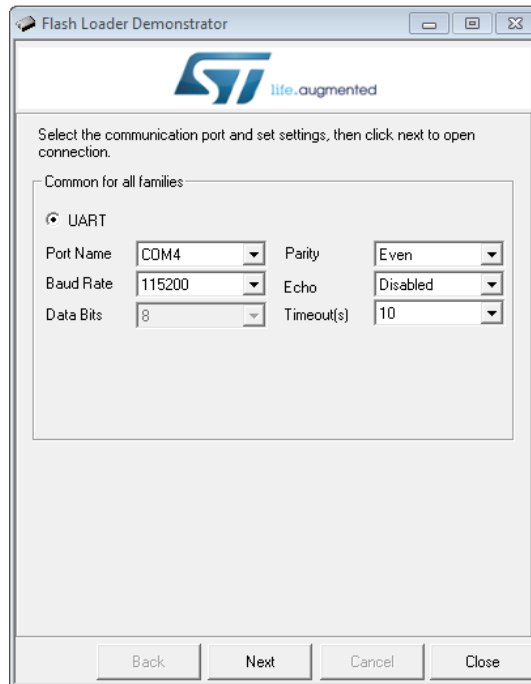 Flash Loader Demonstrator
ST
life.augmented
Select the communication port and set settings, then click next to open
connection.
Common for all families
UART
Port Name COM4 Parity Even
Baud Rate 115200 Echo Disabled
Data Bits 8 Timeout(s) 10
Back Next Cancel Close